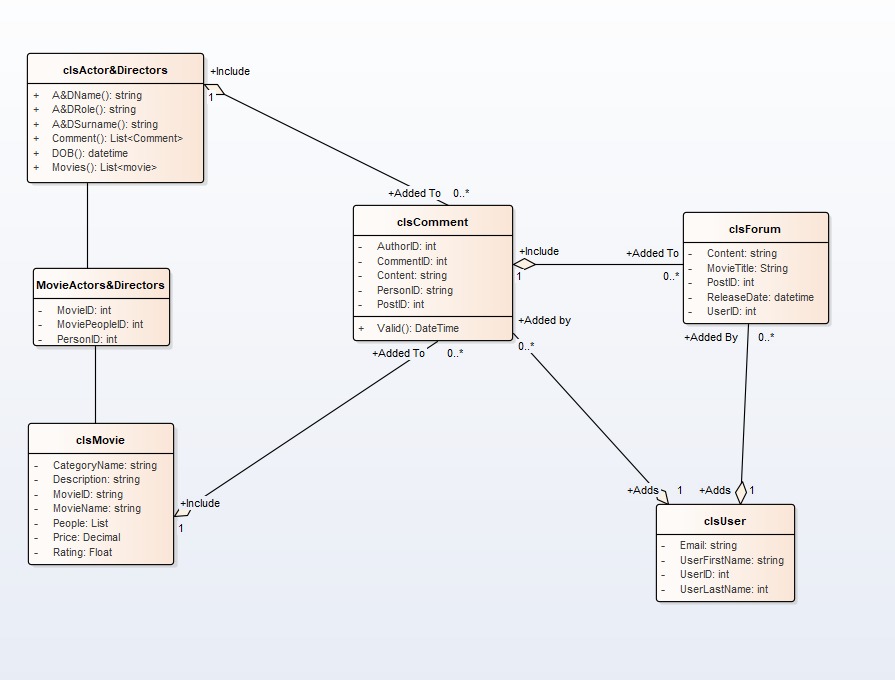 clsActor&Directors
+ A&DName(): string
+ A&DRole(): string
+ A&DSurname(): string
+ Comment(): List<Comment>
+ DOB(): datetime
+ Movies(): List<movie>
+Include
1
+Added To 0..*
clsComment
- AuthorID: int
- CommentID: int
- Content: string
- PersonID: string
- PostID: int
+ Valid(): DateTime
+Include
1
+Added To
0..*
clsForum
- Content: string
- MovieTitle: String
- PostID: int
- ReleaseDate: datetime
- UserID: int
MovieActors&Directors
- MovieID: int
- MoviePeopleID: int
- PersonID: int
+Added by
0..*
+Added By 0..*
+Added To 0..*
clsMovie
- CategoryName: string
- Description: string
- MovieID: string
- MovieName: string
- People: List
- Price: Decimal
- Rating: Float
+Include
1
+Adds 1
+Adds 1
clsUser
- Email: string
- UserFirstName: string
- UserID: int
- UserLastName: int